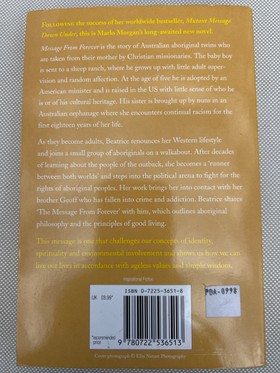 FOLLOWING the success of her worldwide bestseller, Mutant Message
Down Under, this is Marlo Morgan's long-awaited new novel.
Message From Forever is the story of Australian aboriginal twins who
are taken from their mother by Christian missionaries. The baby boy
is sent to a sheep ranch, where he grows up with little adult super-
vision and random affection. At the age of five he is adopted by an
American minister and is raised in the US with little sense of who he
is or of his cultural heritage. His sister is brought up by nuns in an
Australian orphanage where she encounters much racism for the
first eighteen years of her life.
As they become adults, Beatrice renounces her Western lifestyle
and joins a small group of aboriginals on a walkabout. After decades
of learning about the people of the outback, she becomes a 'runner
between both worlds' and steps into the political arena to fight for the
rights of aboriginal peoples. Her work brings her into contact with her
brother Geoff who has fallen into crime and addiction. Beatrice shares
'The Message From Forever' with him, which outlines aboriginal
philosophy and the principles of good living.
This message is one that challenges our concepts of identity,
spirituality and environmental involvement and shows us how we can
live our lives in accordance with ageless values and simple wisdom.
Inspirational Fiction
UK £8.99*
ISBN 0-7225-3651-8
*recommended
price
9 780722 536513
PBA-0998